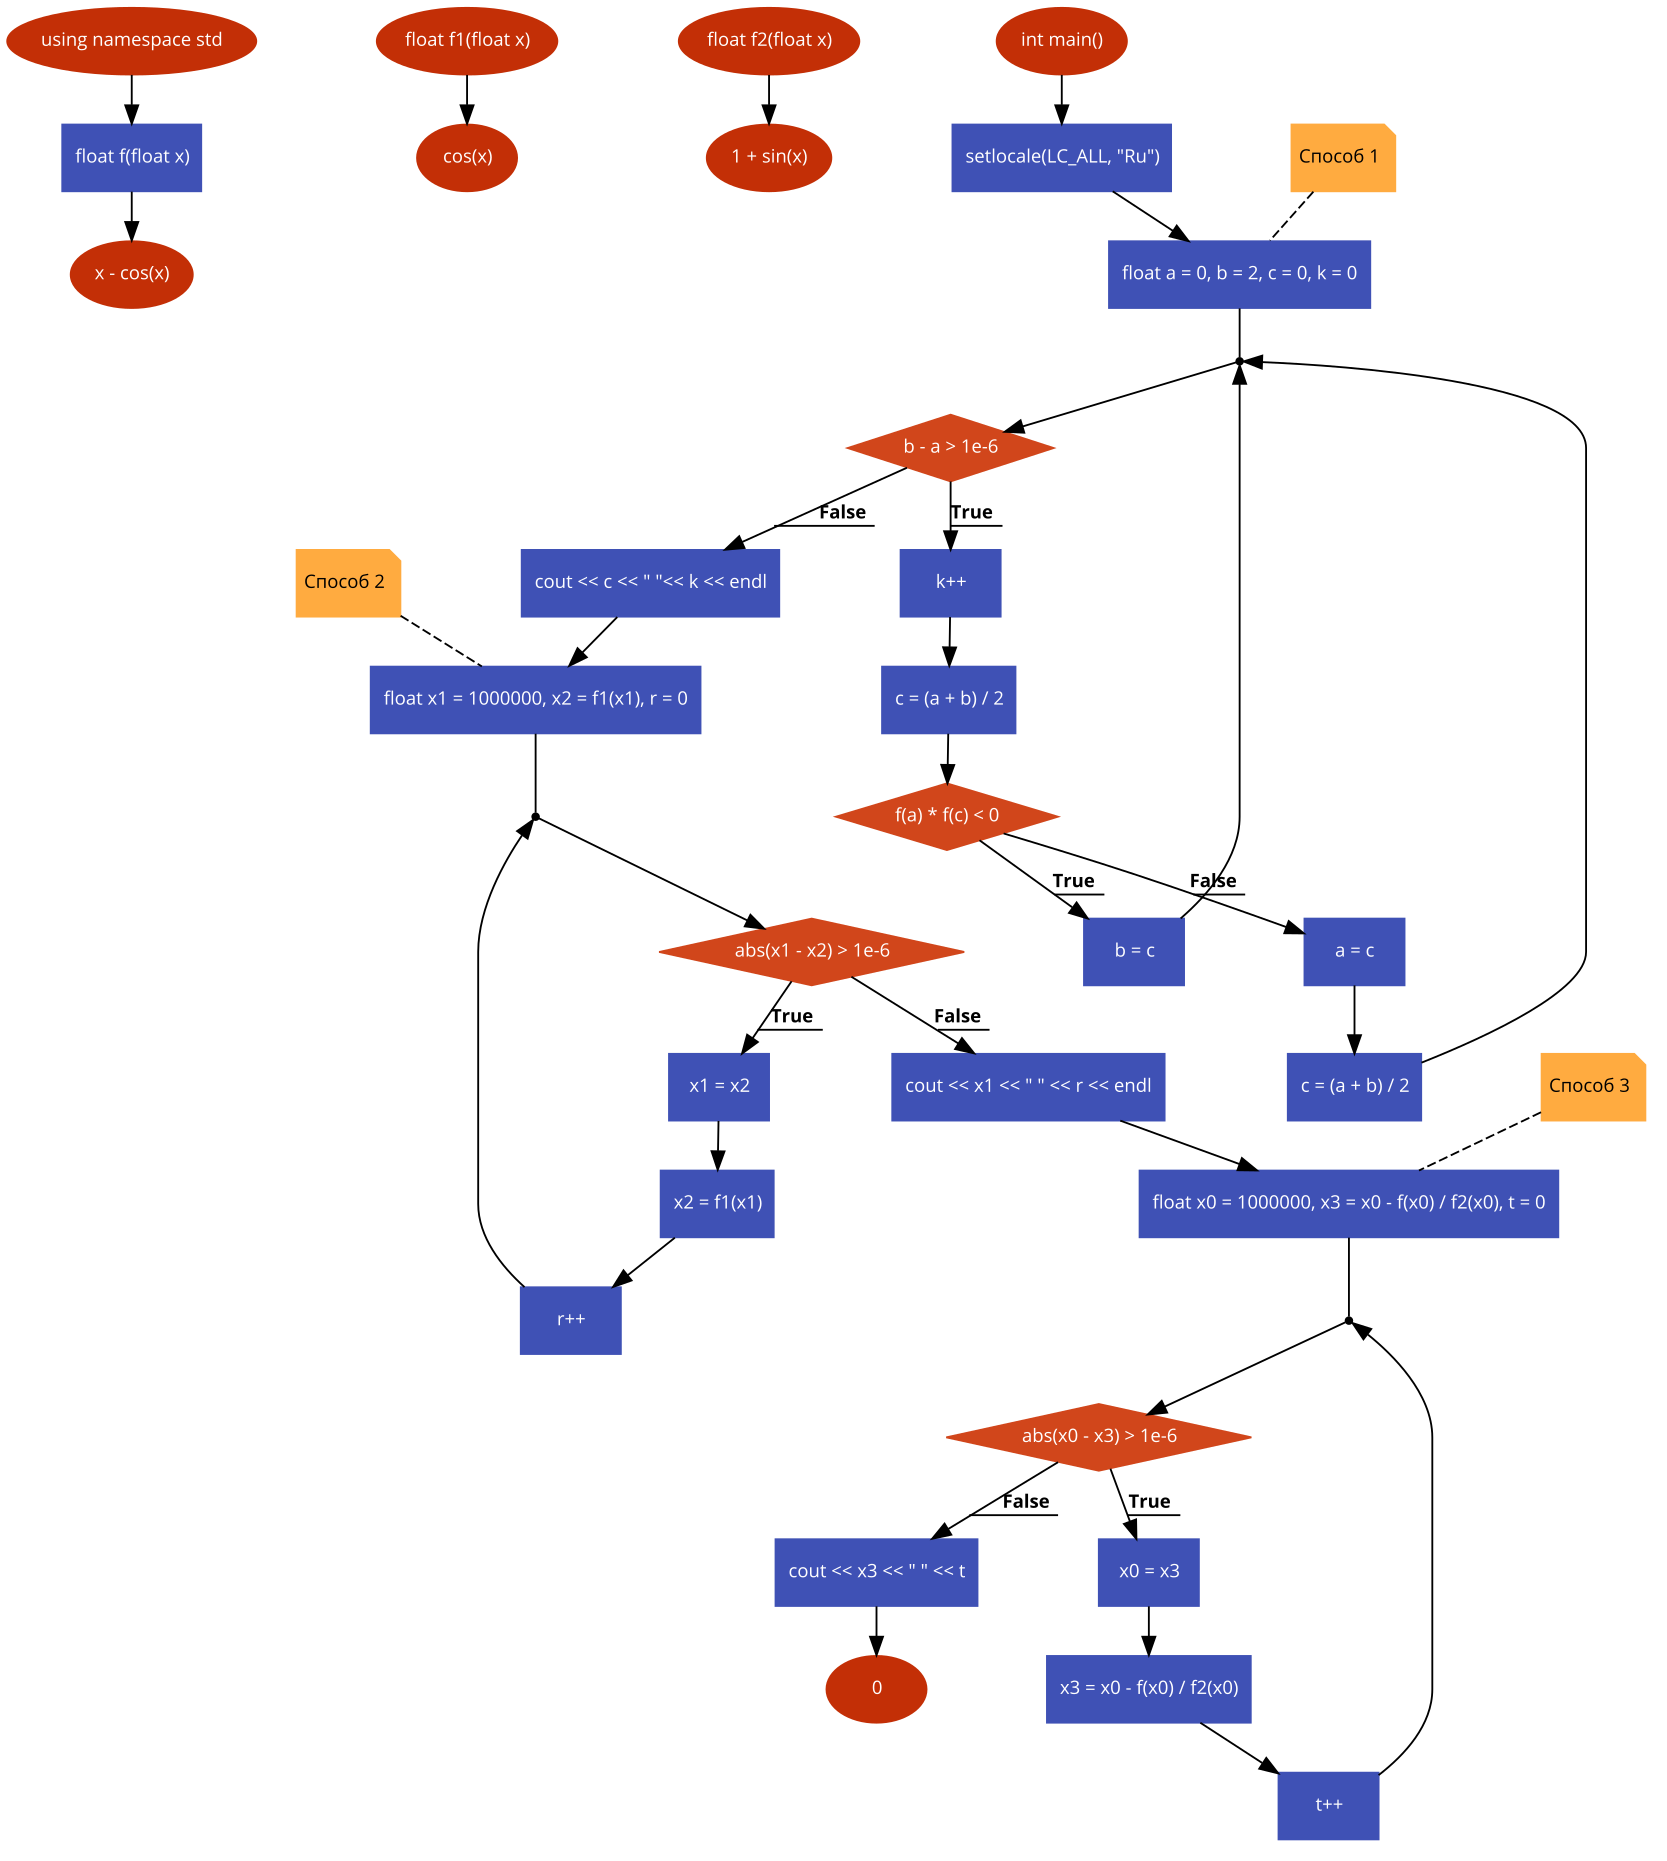 using namespace std
float f1(float x)
float f2(float x)
int main()
float f(float x)
cos(x)
1 + sin(x)
setlocale(LC_ALL, "Ru")
Способ 1
x - cos(x)
float a = 0, b = 2, c = 0, k = 0
b - a > 1e-6
False
True
Способ 2
cout << c << " "<< k << endl
k++
float x1 = 1000000, x2 = f1(x1), r = 0
c = (a + b) / 2
f(a) * f(c) < 0
True
False
abs(x1 - x2) > 1e-6
b = c
a = c
True
False
x1 = x2
cout << x1 << " " << r << endl
c = (a + b) / 2
Способ 3
x2 = f1(x1)
float x0 = 1000000, x3 = x0 - f(x0) / f2(x0), t = 0
r++
abs(x0 - x3) > 1e-6
False
True
cout << x3 << " " << t
x0 = x3
0
x3 = x0 - f(x0) / f2(x0)
t++